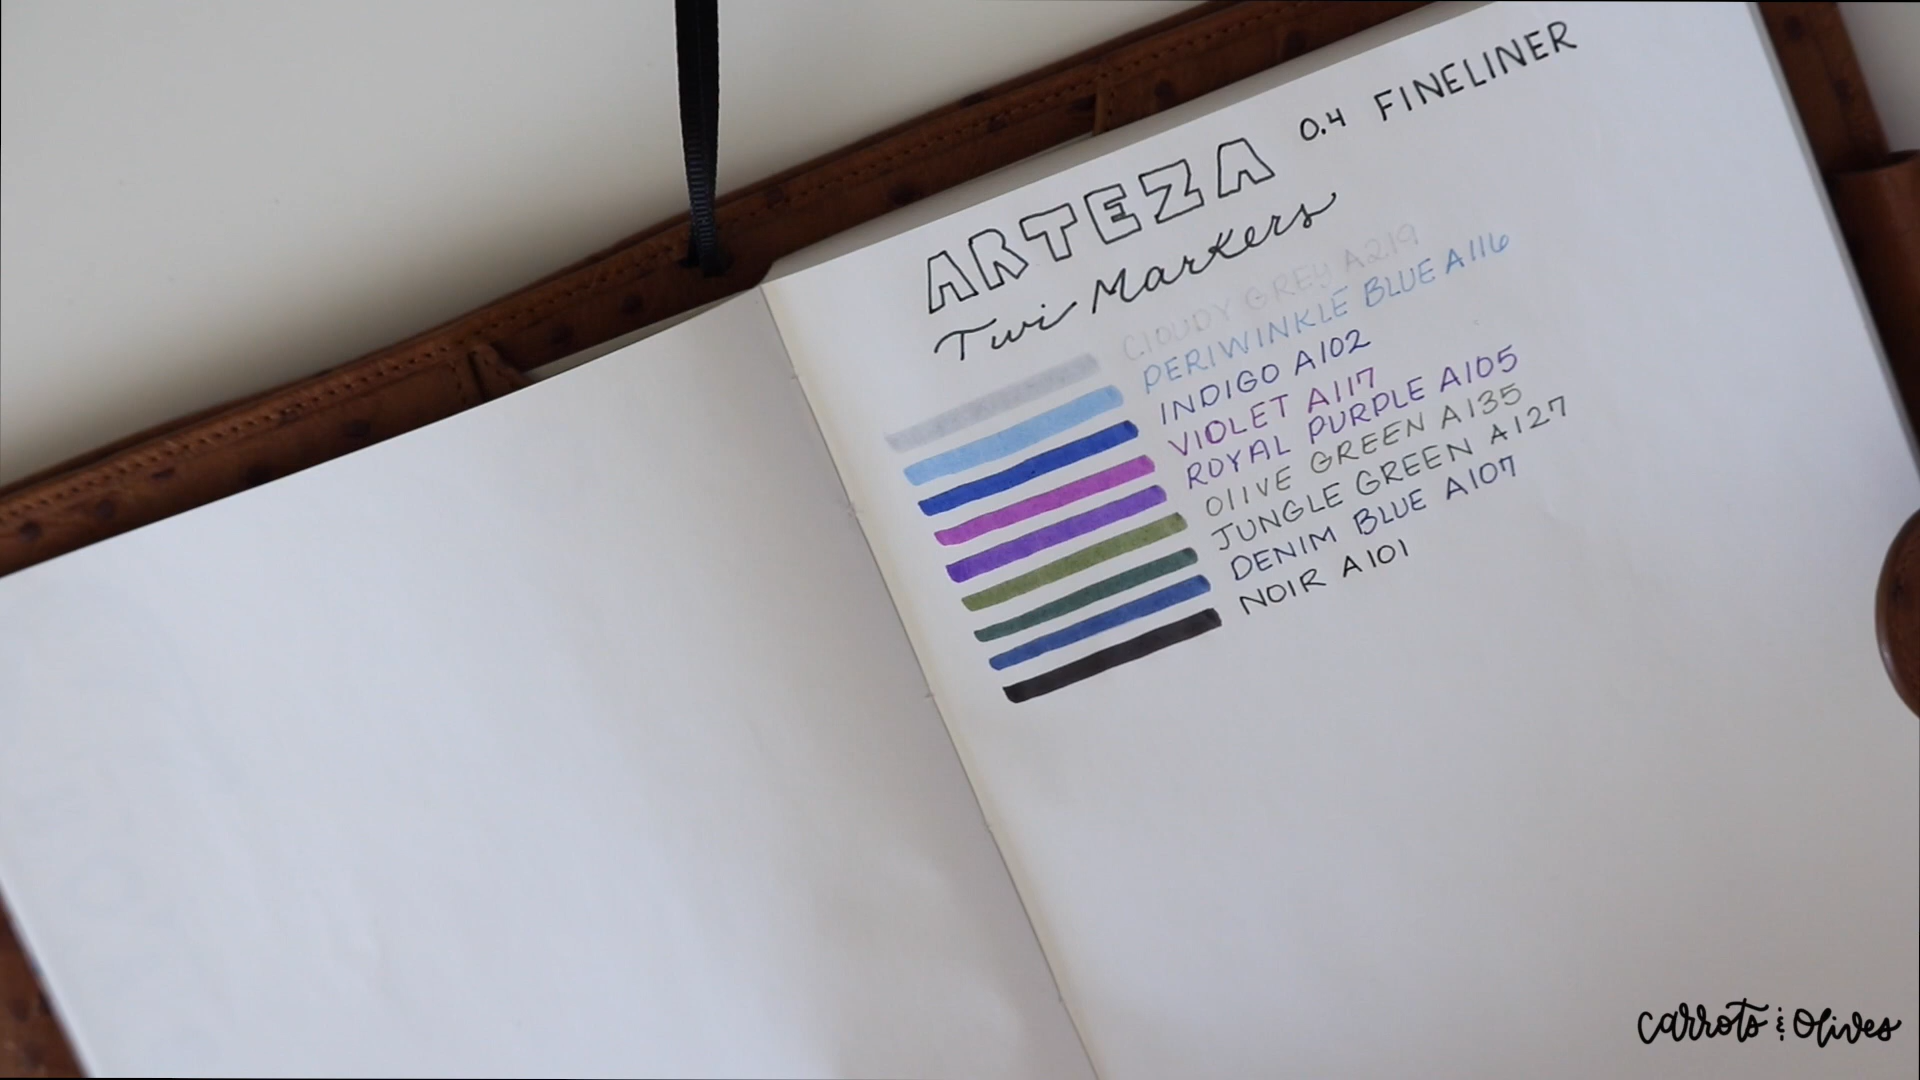 ARTEZA 0.4 FINELINER
Twi Markers
CLOUDY GREY A219
PERIWINKLE BLUE A116
INDIGO A102
VIOLET A117
ROYAL PURPLE A105
OLIVE GREEN A135
JUNGLE GREEN A127
DENIM BLUE A107
NOIR A101
carrots & Olives